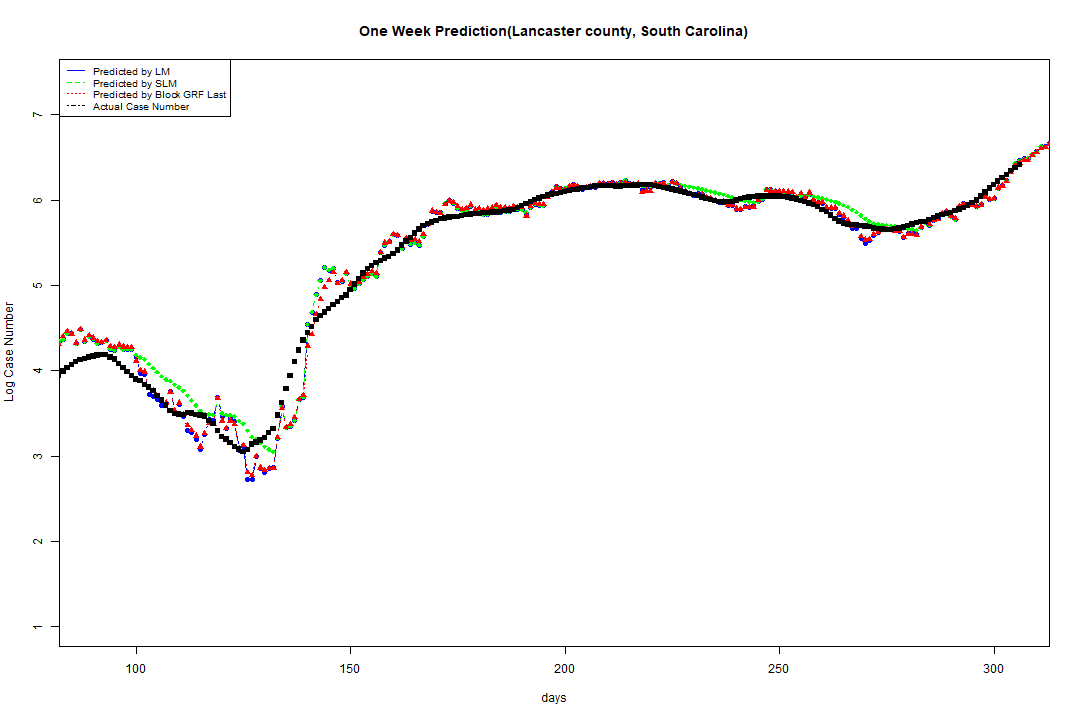 One Week Prediction(Lancaster county, South Carolina)
Predicted by LM
Predicted by SLM
Predicted by Block GRF Last
Actual Case Number
7
6
5
4
3
2
1
Log Case Number
100 150 200 250 300
days